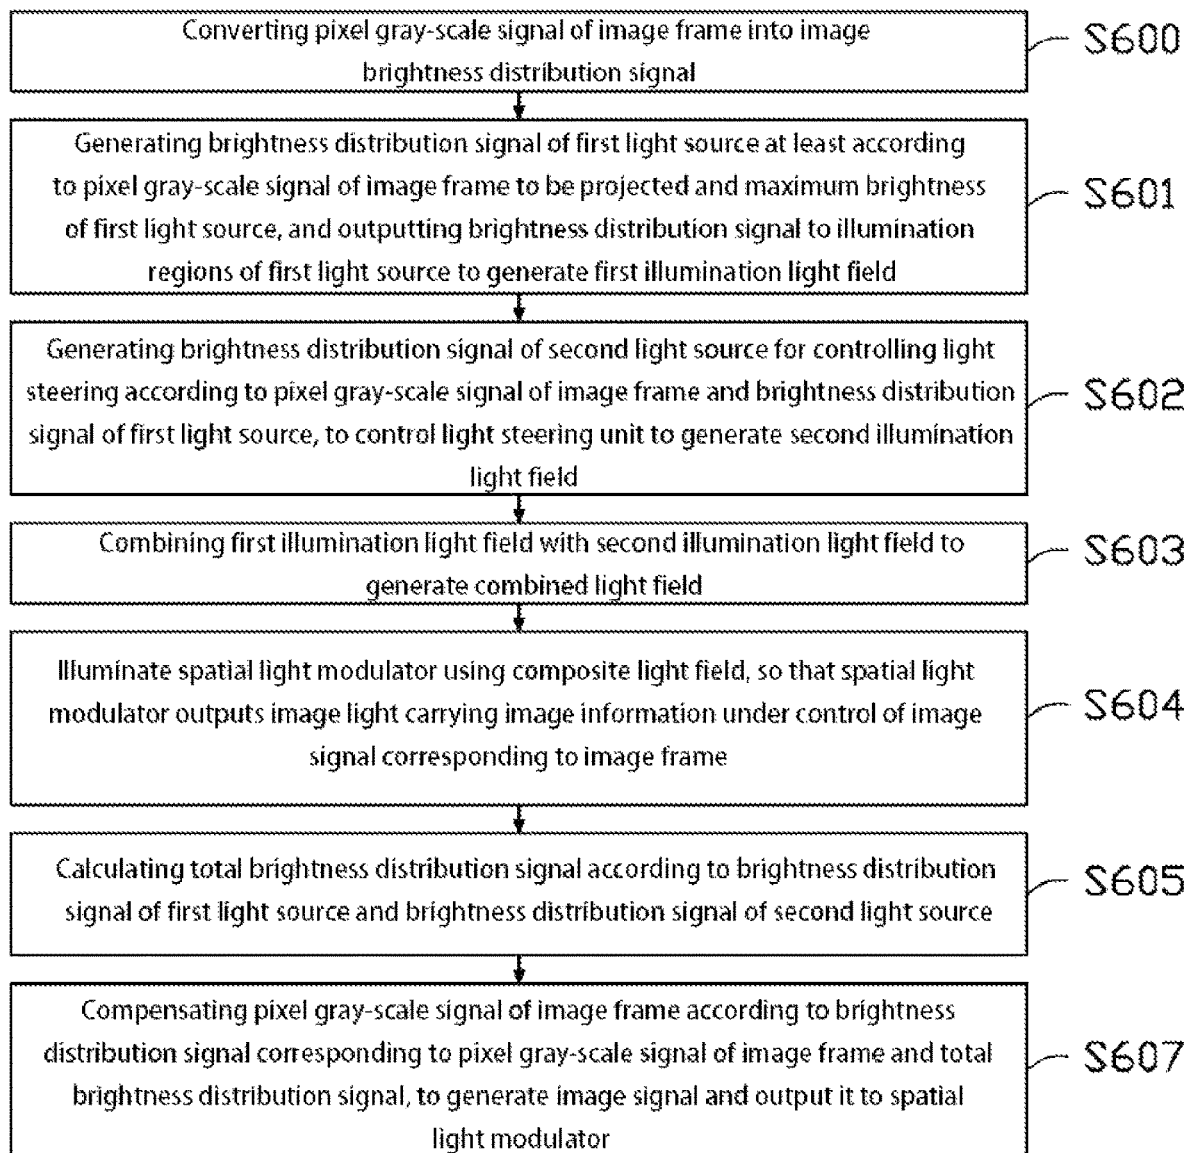 Converting pixel gray-scale signal of image frame into image
brightness distribution signal
S600
Generating brightness distribution signal of first light source at least according
to pixel gray-scale signal of image frame to be projected and maximum brightness
of first light source, and outputting brightness distribution signal to illumination
regions of first light source to generate first illumination light field
S601
Generating brightness distribution signal of second light source for controlling light
steering according to pixel gray-scale signal of image frame and brightness distribution
signal of first light source, to control light steering unit to generate second illumination
light field
S602
Combining first illumination light field with second illumination light field to
generate combined light field
S603
Illuminate spatial light modulator using composite light field, so that spatial light
modulator outputs image light carrying image information under control of image
signal corresponding to image frame
S604
Calculating total brightness distribution signal according to brightness distribution
signal of first light source and brightness distribution signal of second light source
S605
Compensating pixel gray-scale signal of image frame according to brightness
distribution signal corresponding to pixel gray-scale signal of image frame and total
brightness distribution signal, to generate image signal and output it to spatial
light modulator
S607